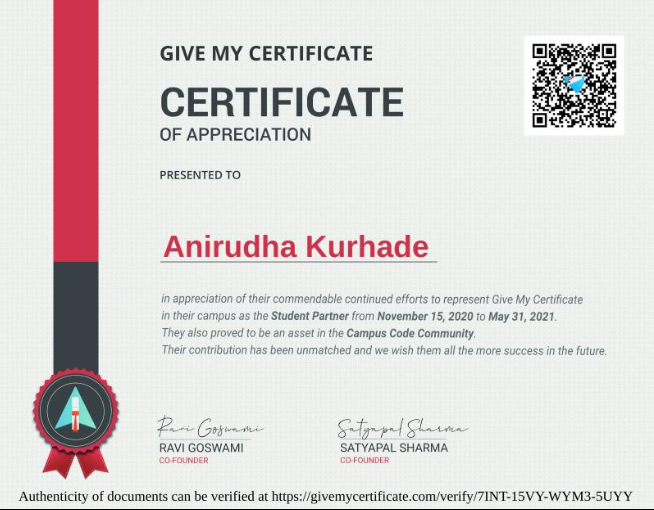 GIVE MY CERTIFICATE
CERTIFICATE
OF APPRECIATION
PRESENTED TO
Anirudha Kurhade
in appreciation of their commendable continued efforts to represent Give My Certificate
in their campus as the Student Partner from November 15, 2020 to May 31, 2021.
They also proved to be an asset in the Campus Code Community.
Their contribution has been unmatched and we wish them all the more success in the future.
Ravi Goswami Satyapal Sharma
RAVI GOSWAMI SATYAPAL SHARMA
CO-FOUNDER CO-FOUNDER
Authenticity of documents can be verified at https://givemycertificate.com/verify/7INT-15VY-WYM3-5UYY